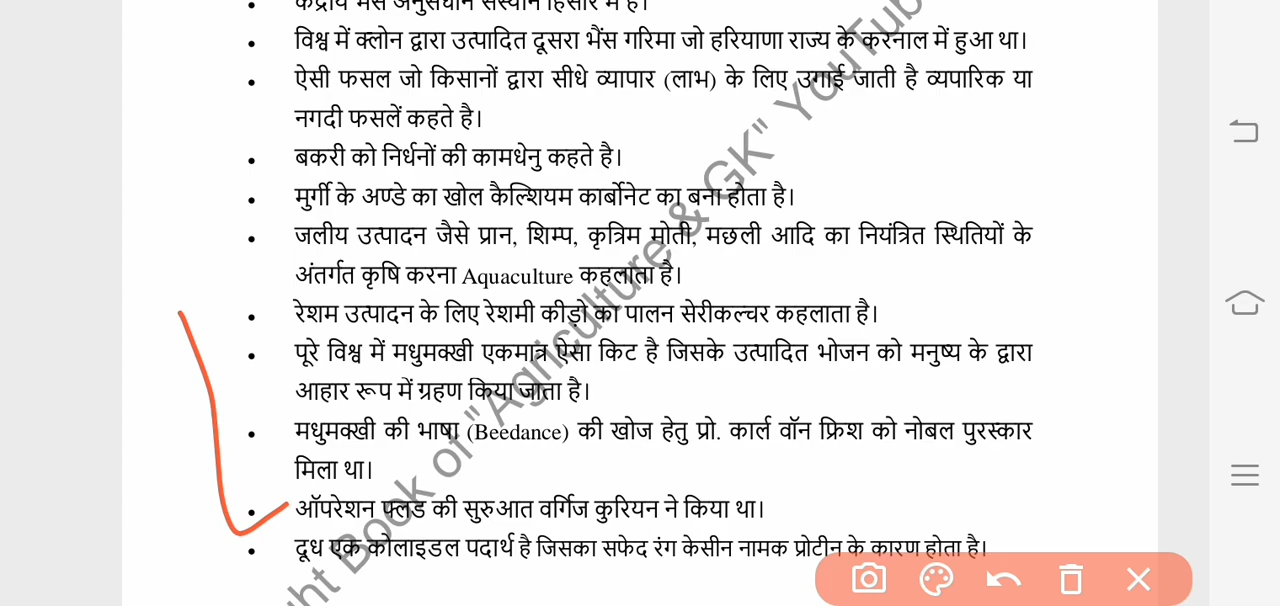 केंद्रीय भैंस अनुसंधान संस्थान हिसार में है।
विश्व में क्लोन द्वारा उत्पादित दूसरा भैंस गरिमा जो हरियाणा राज्य के करनाल में हुआ था।
ऐसी फसल जो किसानों द्वारा सीधे व्यापार (लाभ) के लिए उगाई जाती है व्यपारिक या
नगदी फसलें कहते है।
बकरी को निर्धनों की कामधेनु कहते है।
मुर्गी के अण्डे का खोल कैल्शियम कार्बोनेट का बना होता है।
जलीय उत्पादन जैसे प्रान, शिम्प, कृत्रिम मोती, मछली आदि का नियंत्रित स्थितियों के
अंतर्गत कृषि करना Aquaculture कहलाता है।
रेशम उत्पादन के लिए रेशमी कीड़ो का पालन सेरीकल्चर कहलाता है।
पूरे विश्व में मधुमक्खी एकमात्र ऐसा किट है जिसके उत्पादित भोजन को मनुष्य के द्वारा
आहार रूप में ग्रहण किया जाता है।
मधुमक्खी की भाषा (Beedance) की खोज हेतु प्रो. कार्ल वॉन फ्रिश को नोबल पुरस्कार
मिला था।
ऑपरेशन फ्लड की सुरुआत वर्गिज कुरियन ने किया था।
दूध एक कोलाइडल पदार्थ है जिसका सफेद रंग केसीन नामक प्रोटीन के कारण होता है।
Book of "Agriculture & GK" YouTub